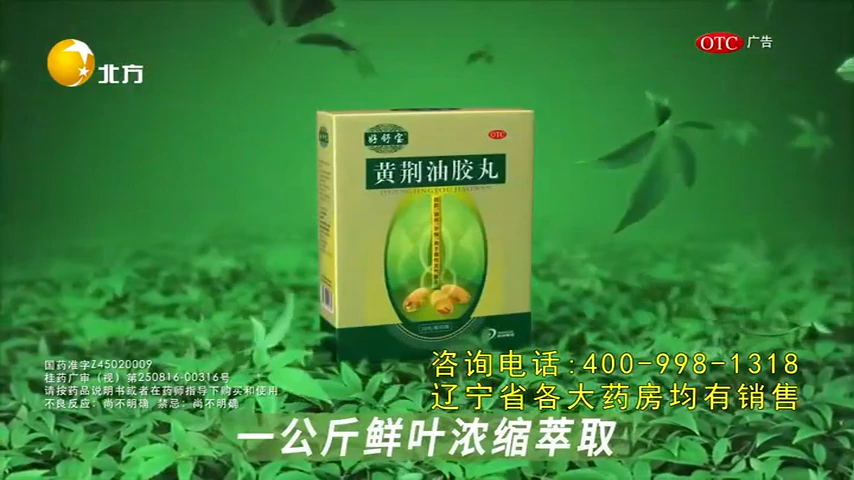 北方
OTC 广告
好舒宝
OTC
黄荆油胶丸
HUANGJINGYOU JIAOWAN
国药准字Z45020009
桂药广审（视）第250816-00316号
请按药品说明书或者在药师指导下购买和使用
不良反应：尚不明确 禁忌：尚不明确
咨询电话:400-998-1318
辽宁省各大药房均有销售
一公斤鲜叶浓缩萃取